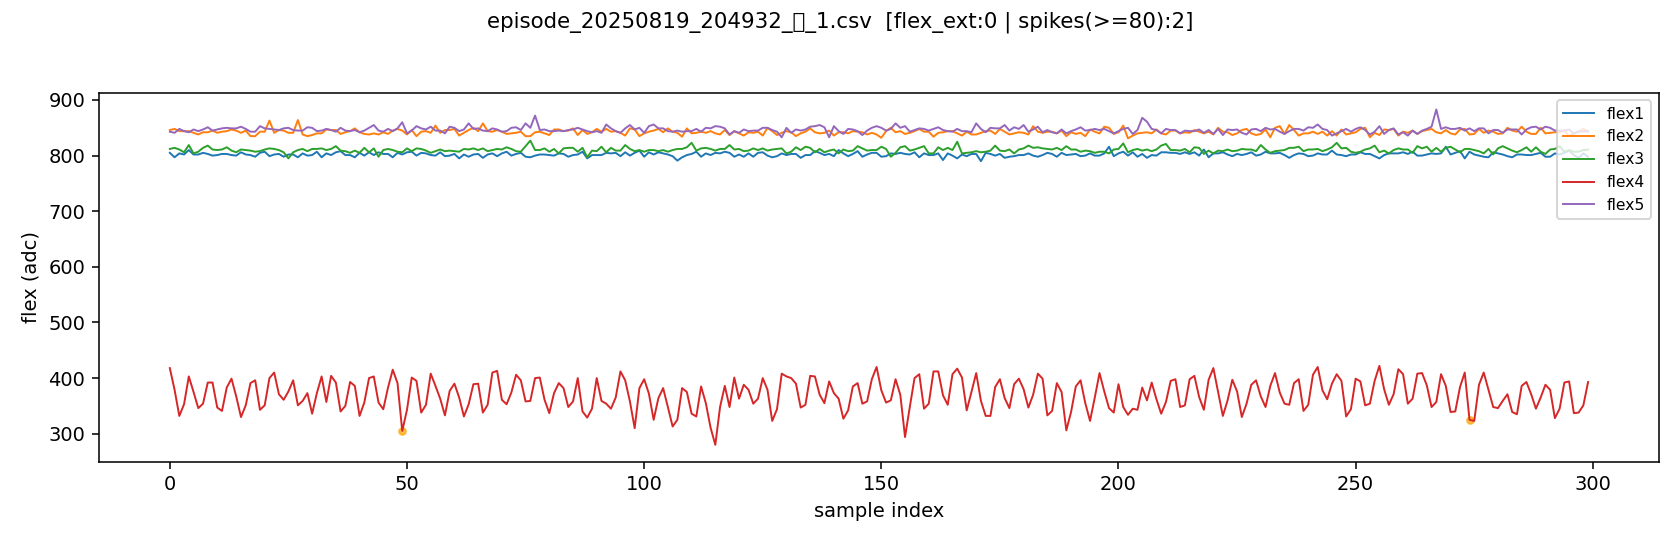 episode_20250819_204932_▯_1.csv [flex_ext:0 | spikes(>=80):2]
900
800
700
600
500
400
300
flex (adc)
0
50
100
150
200
250
300
sample index
flex1
flex2
flex3
flex4
flex5